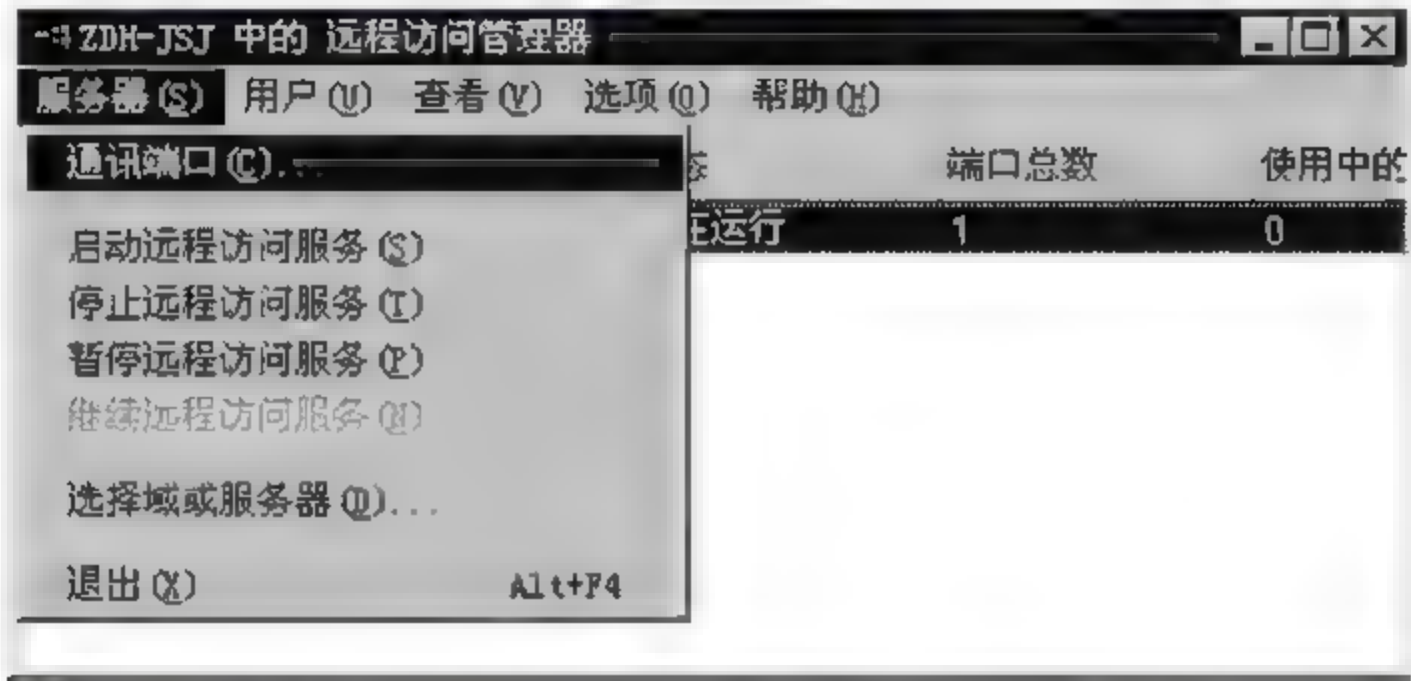 ZDH-JSJ 中的 远程访问管理器
服务器(S) 用户(U) 查看(V) 选项(O) 帮助(H)
通讯端口(C)... 态 端口总数 使用中的
启动远程访问服务(S) 正运行 1 0
停止远程访问服务(T)
暂停远程访问服务(P)
继续远程访问服务(N)
选择域或服务器(D)...
退出(X) Alt+F4